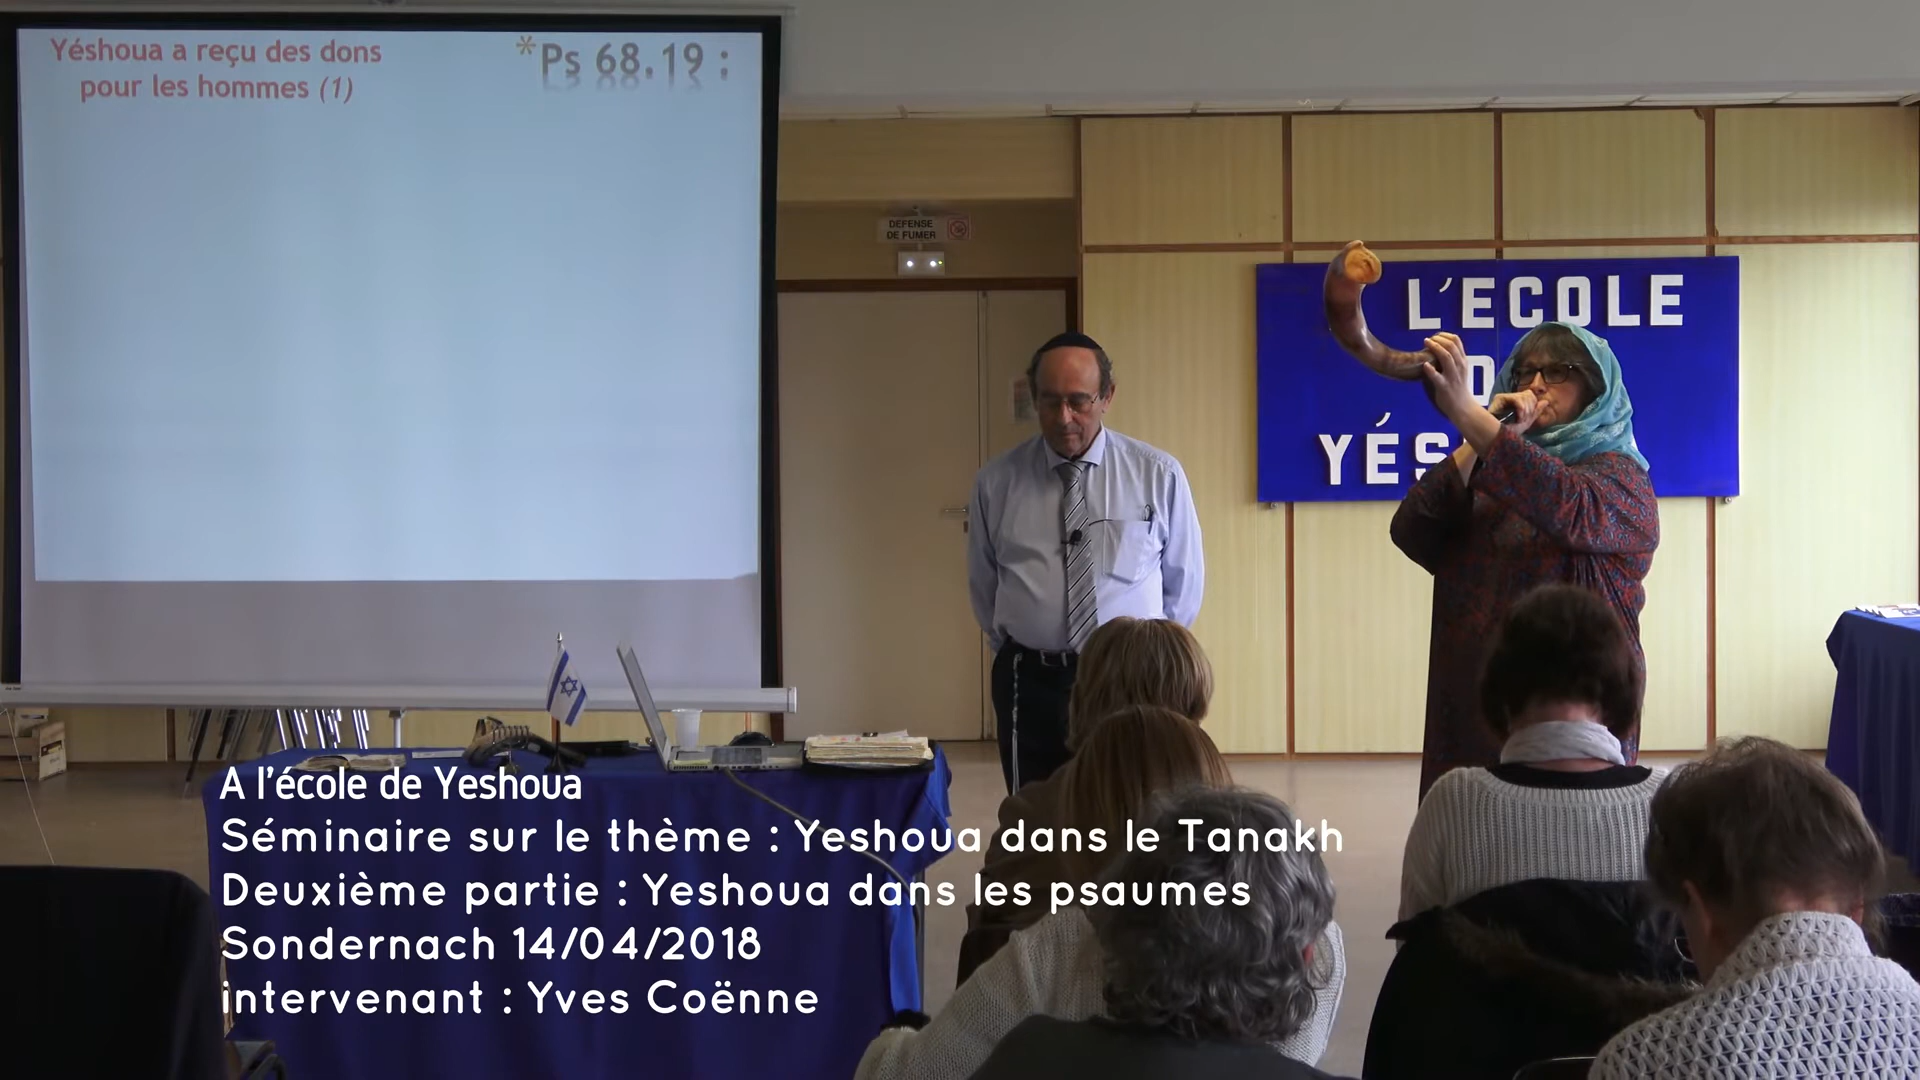 Yéshoua a reçu des dons
pour les hommes (1)
*Ps 68.19 :
DEFENSE
DE FUMER
L'ECOLE
D
YÉS
A l'école de Yeshoua
Séminaire sur le thème : Yeshoua dans le Tanakh
Deuxième partie : Yeshoua dans les psaumes
Sondernach 14/04/2018
intervenant : Yves Coënne